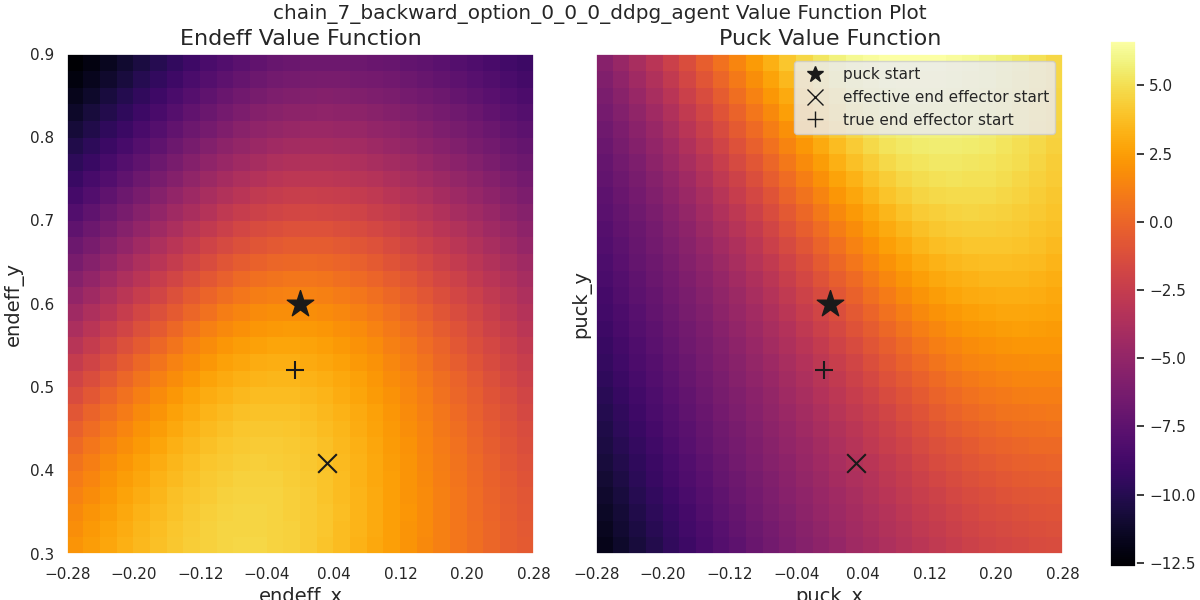 chain_7_backward_option_0_0_0_ddpg_agent Value Function Plot
Endeff Value Function
endeff_y
0.9
0.8
0.7
0.6
0.5
0.4
0.3
−0.28 −0.20 −0.12 −0.04 0.04 0.12 0.20 0.28
endeff_x
Puck Value Function
puck start
effective end effector start
true end effector start
puck_y
−0.28 −0.20 −0.12 −0.04 0.04 0.12 0.20 0.28
puck_x
5.0
2.5
0.0
−2.5
−5.0
−7.5
−10.0
−12.5